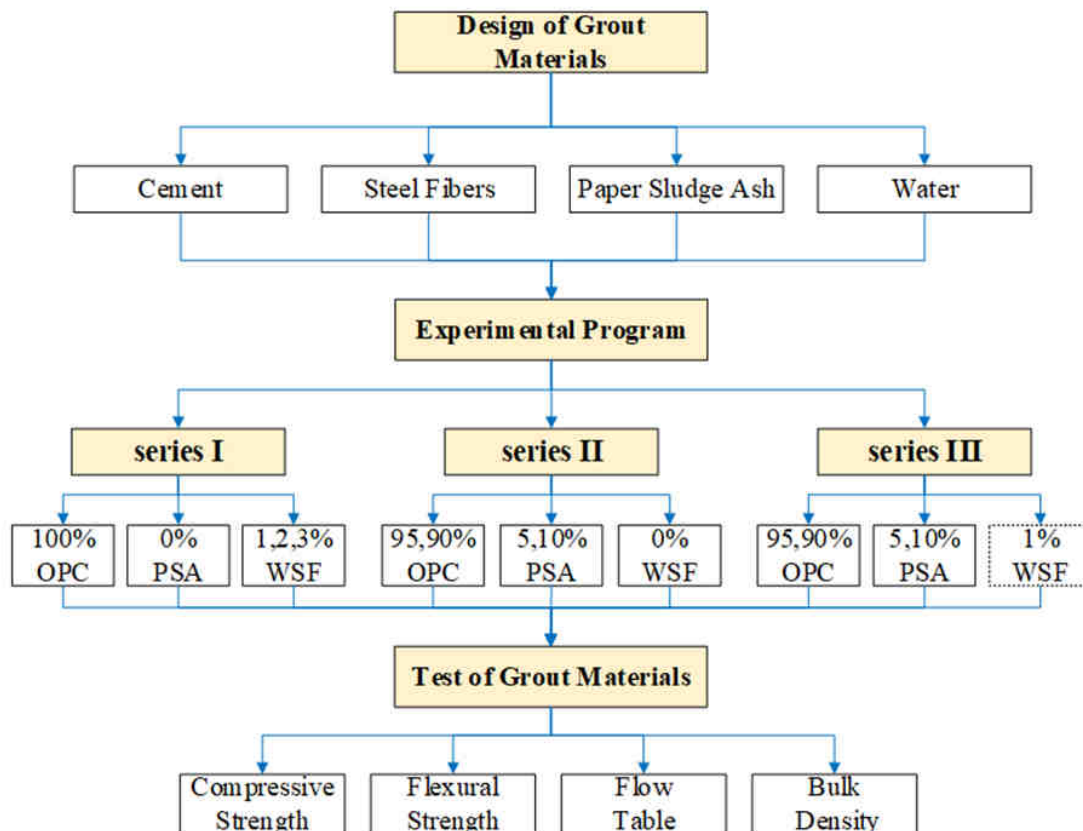 Design of Grout
Materials
Cement
Steel Fibers
Paper Sludge Ash
Water
Experimental Program
series I
series II
series III
100%
OPC
0%
PSA
1,2,3%
WSF
95,90%
OPC
5,10%
PSA
0%
WSF
95,90%
OPC
5,10%
PSA
1%
WSF
Test of Grout Materials
Compressive
Strength
Flexural
Strength
Flow
Table
Bulk
Density